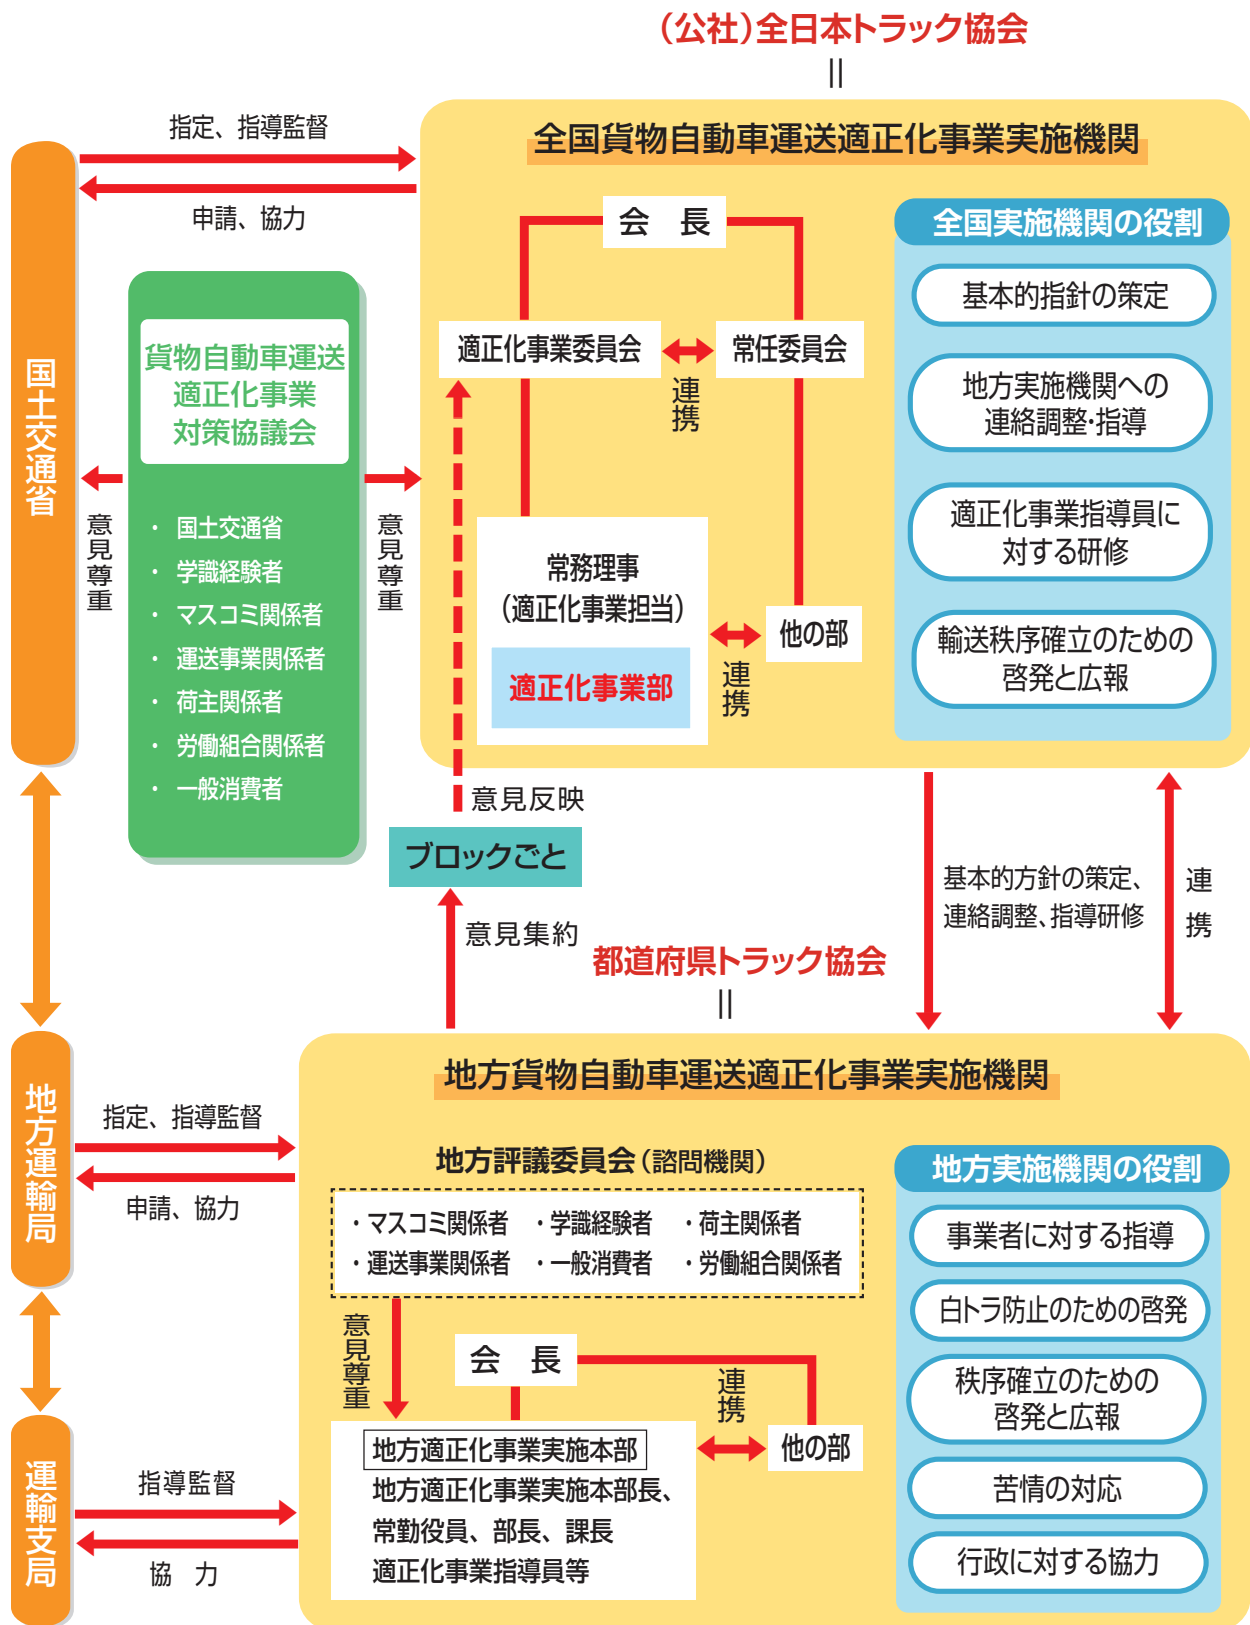 （公社）全日本トラック協会
||
指定、指導監督
申請、協力
国土交通省
貨物自動車運送
適正化事業
対策協議会
・ 国土交通省
・ 学識経験者
・ マスコミ関係者
・ 運送事業関係者
・ 荷主関係者
・ 労働組合関係者
・ 一般消費者
意見尊重
意見尊重
全国貨物自動車運送適正化事業実施機関
会　長
適正化事業委員会
常任委員会
連携
常務理事
（適正化事業担当）
適正化事業部
他の部
連携
全国実施機関の役割
基本的指針の策定
地方実施機関への
連絡調整・指導
適正化事業指導員に
対する研修
輸送秩序確立のための
啓発と広報
意見反映
ブロックごと
意見集約
基本的方針の策定、
連絡調整、指導研修
連携
都道府県トラック協会
||
地方運輸局
指定、指導監督
申請、協力
地方貨物自動車運送適正化事業実施機関
地方評議委員会（諮問機関）
・マスコミ関係者　・学識経験者　・荷主関係者
・運送事業関係者　・一般消費者　・労働組合関係者
意見尊重
会　長
連携
他の部
地方適正化事業実施本部
地方適正化事業実施本部長、
常勤役員、部長、課長
適正化事業指導員等
地方実施機関の役割
事業者に対する指導
白トラ防止のための啓発
秩序確立のための
啓発と広報
苦情の対応
行政に対する協力
運輸支局
指導監督
協　力